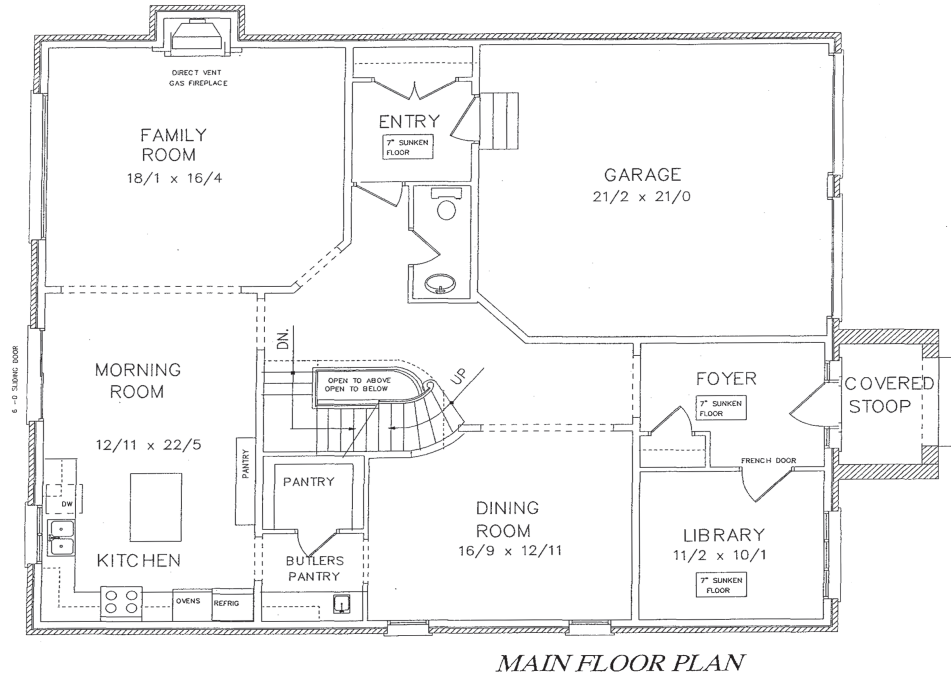 DIRECT VENT
GAS FIREPLACE
FAMILY
ROOM
18/1 x 16/4
ENTRY
7" SUNKEN
FLOOR
GARAGE
21/2 x 21/0
6'-0 SLIDING DOOR
MORNING
ROOM
12/11 x 22/5
DN.
OPEN TO ABOVE
OPEN TO BELOW
UP
FOYER
7" SUNKEN
FLOOR
COVERED
STOOP
FRENCH DOOR
PANTRY
PANTRY
DW
KITCHEN
OVENS
REFRIG
BUTLERS
PANTRY
DINING
ROOM
16/9 x 12/11
LIBRARY
11/2 x 10/1
7" SUNKEN
FLOOR
MAIN FLOOR PLAN